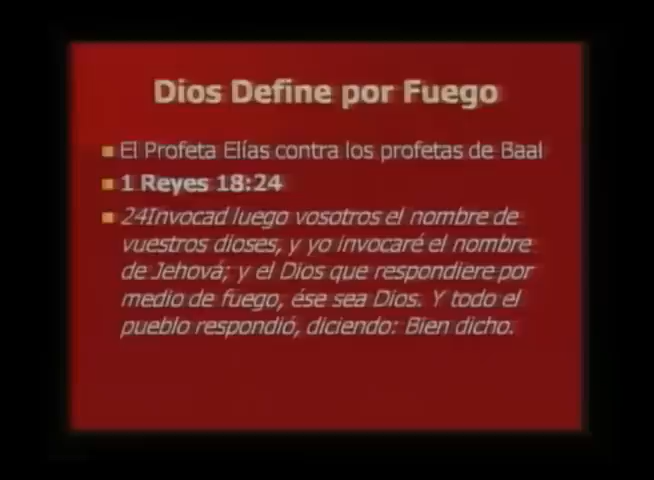 Dios Define por Fuego
El Profeta Elías contra los profetas de Baal
1 Reyes 18:24
24Invocad luego vosotros el nombre de
vuestros dioses, y yo invocaré el nombre
de Jehová; y el Dios que respondiere por
medio de fuego, ése sea Dios. Y todo el
pueblo respondió, diciendo: Bien dicho.